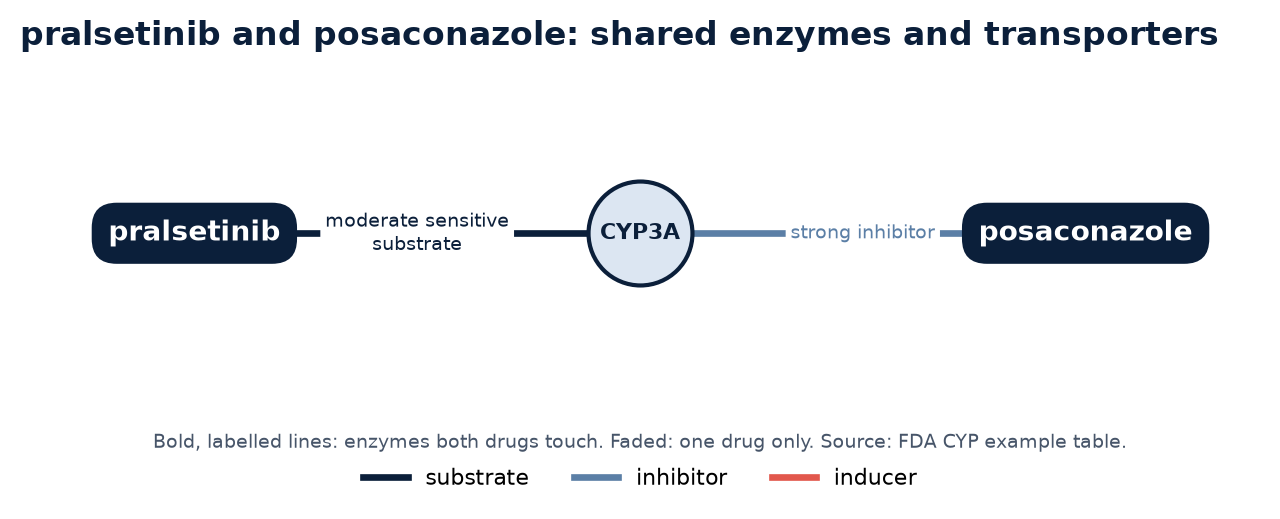 pralsetinib and posaconazole: shared enzymes and transporters
pralsetinib
moderate sensitive
substrate
CYP3A
strong inhibitor
posaconazole
Bold, labelled lines: enzymes both drugs touch. Faded: one drug only. Source: FDA CYP example table.
substrate
inhibitor
inducer